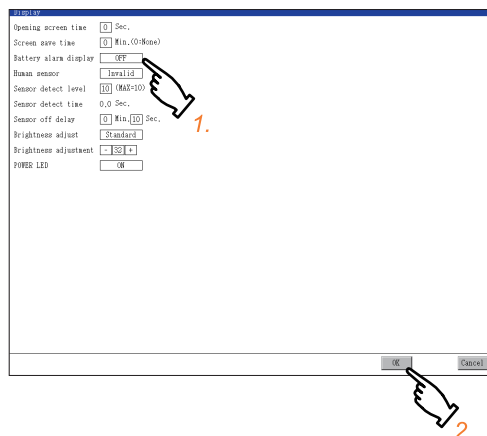 Display
Opening screen time 0 Sec.
Screen save time 0 Min.(0:None)
Battery alarm display OFF
Human sensor Invalid
Sensor detect level 10 (MAX=10)
Sensor detect time 0.0 Sec.
Sensor off delay 0 Min. 10 Sec.
Brightness adjust Standard
Brightness adjustment - 32 +
POWER LED ON
1.
OK Cancel
2